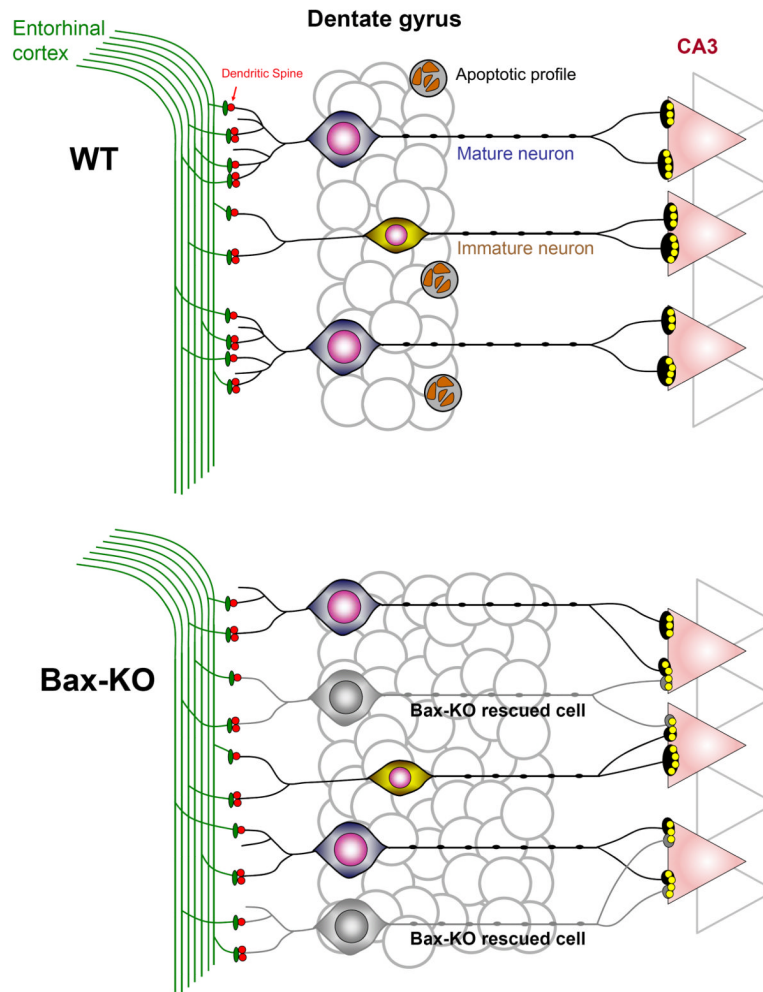 Dentate gyrus
Entorhinal
cortex
CA3
Dendritic Spine
Apoptotic profile
WT
Mature neuron
Immature neuron
Bax-KO
Bax-KO rescued cell
Bax-KO rescued cell